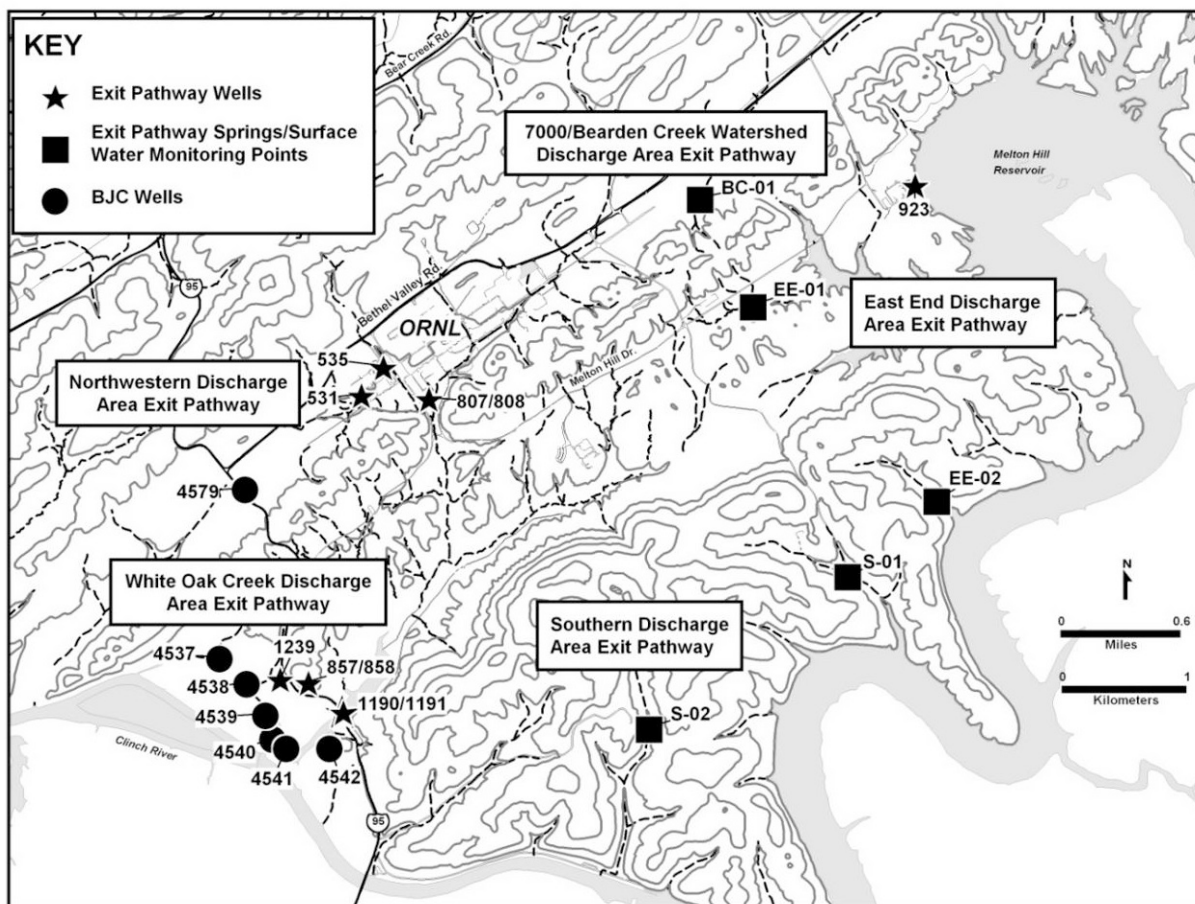 KEY
Exit Pathway Wells
Exit Pathway Springs/Surface
Water Monitoring Points
BJC Wells
Bear Creek Rd.
7000/Bearden Creek Watershed
Discharge Area Exit Pathway
Melton Hill
Reservoir
BC-01
923
95
Bethel Valley Rd.
EE-01
East End Discharge
Area Exit Pathway
ORNL
535
Melton Hill Dr.
Northwestern Discharge
Area Exit Pathway
531
807/808
4579
EE-02
White Oak Creek Discharge
Area Exit Pathway
S-01
N
Southern Discharge
Area Exit Pathway
0
0.6
Miles
1239
4537
857/858
4538
0
1
Kilometers
1190/1191
4539
S-02
Clinch River
4540
4541
4542
95